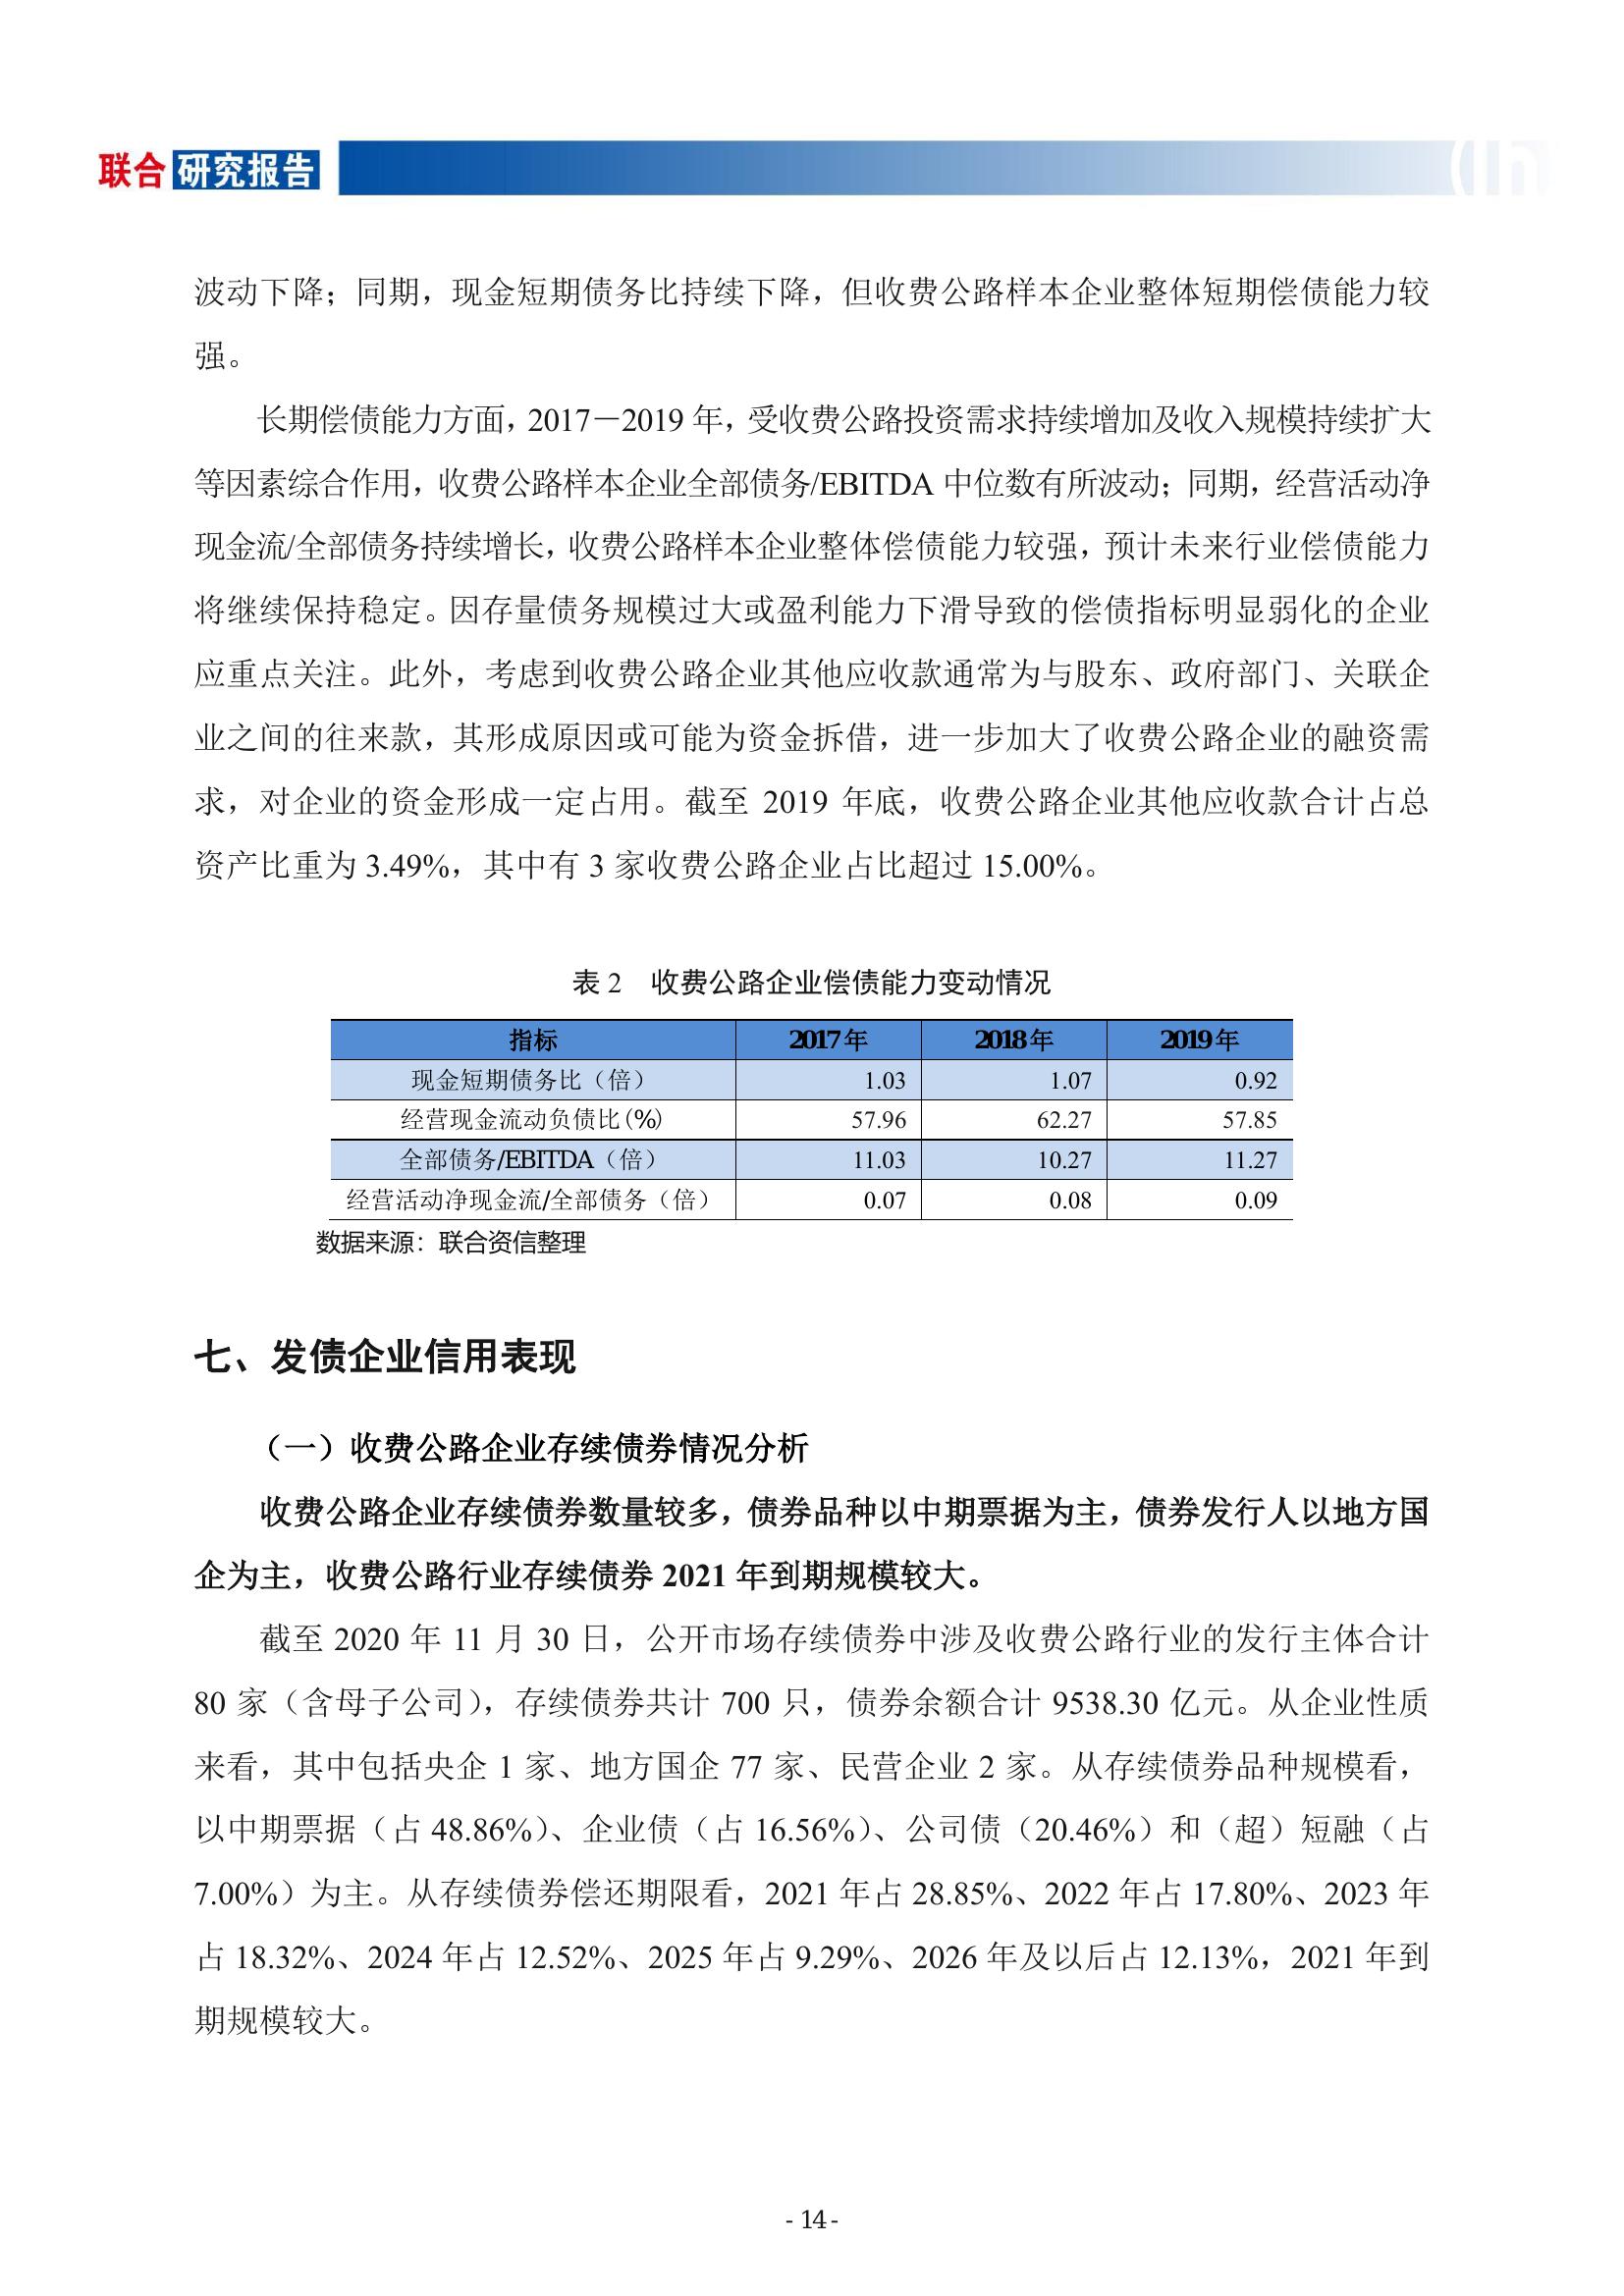 联合研究报告
波动下降；同期，现金短期债务比持续下降，但收费公路样本企业整体短期偿债能力较
强。
长期偿债能力方面，2017－2019 年，受收费公路投资需求持续增加及收入规模持续扩大
等因素综合作用，收费公路样本企业全部债务/EBITDA 中位数有所波动；同期，经营活动净
现金流/全部债务持续增长，收费公路样本企业整体偿债能力较强，预计未来行业偿债能力
将继续保持稳定。因存量债务规模过大或盈利能力下滑导致的偿债指标明显弱化的企业
应重点关注。此外，考虑到收费公路企业其他应收款通常为与股东、政府部门、关联企
业之间的往来款，其形成原因或可能为资金拆借，进一步加大了收费公路企业的融资需
求，对企业的资金形成一定占用。截至 2019 年底，收费公路企业其他应收款合计占总
资产比重为 3.49%，其中有 3 家收费公路企业占比超过 15.00%。
表 2 收费公路企业偿债能力变动情况
指标 2017年 2018年 2019年
现金短期债务比（倍） 1.03 1.07 0.92
经营现金流动负债比(%) 57.96 62.27 57.85
全部债务/EBITDA（倍） 11.03 10.27 11.27
经营活动净现金流/全部债务（倍） 0.07 0.08 0.09
数据来源：联合资信整理
七、发债企业信用表现
（一）收费公路企业存续债券情况分析
收费公路企业存续债券数量较多，债券品种以中期票据为主，债券发行人以地方国
企为主，收费公路行业存续债券 2021 年到期规模较大。
截至 2020 年 11 月 30 日，公开市场存续债券中涉及收费公路行业的发行主体合计
80 家（含母子公司），存续债券共计 700 只，债券余额合计 9538.30 亿元。从企业性质
来看，其中包括央企 1 家、地方国企 77 家、民营企业 2 家。从存续债券品种规模看，
以中期票据（占 48.86%）、企业债（占 16.56%）、公司债（20.46%）和（超）短融（占
7.00%）为主。从存续债券偿还期限看，2021 年占 28.85%、2022 年占 17.80%、2023 年
占 18.32%、2024 年占 12.52%、2025 年占 9.29%、2026 年及以后占 12.13%，2021 年到
期规模较大。
- 14 -